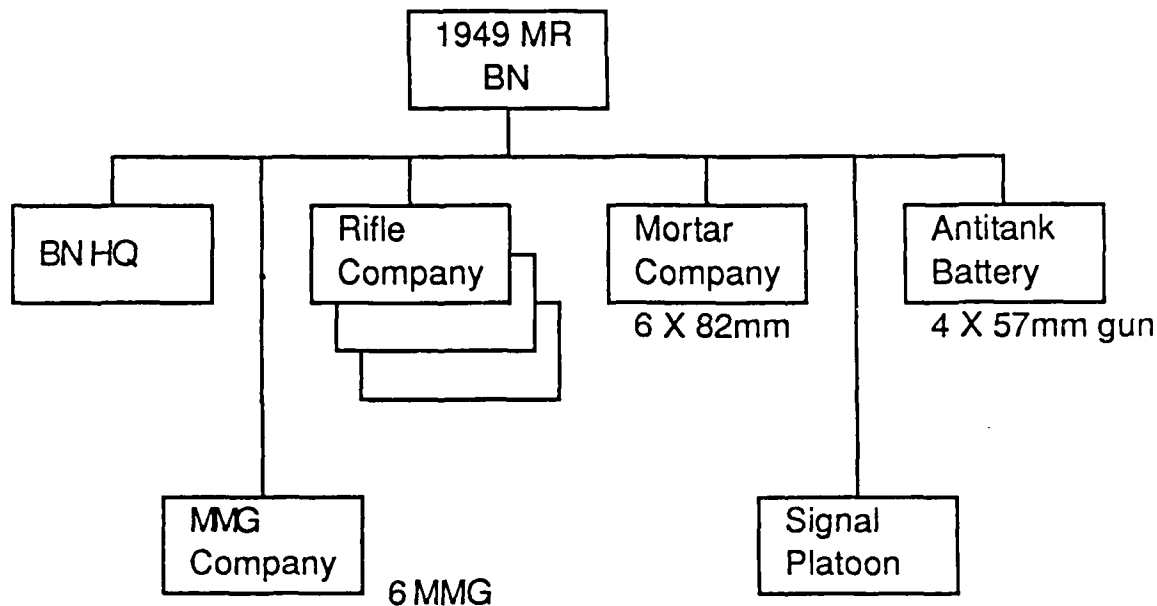 1949 MR
BN
BN HQ
Rifle
Company
Mortar
Company
6 X 82mm
Antitank
Battery
4 X 57mm gun
MMG
Company
6 MMG
Signal
Platoon